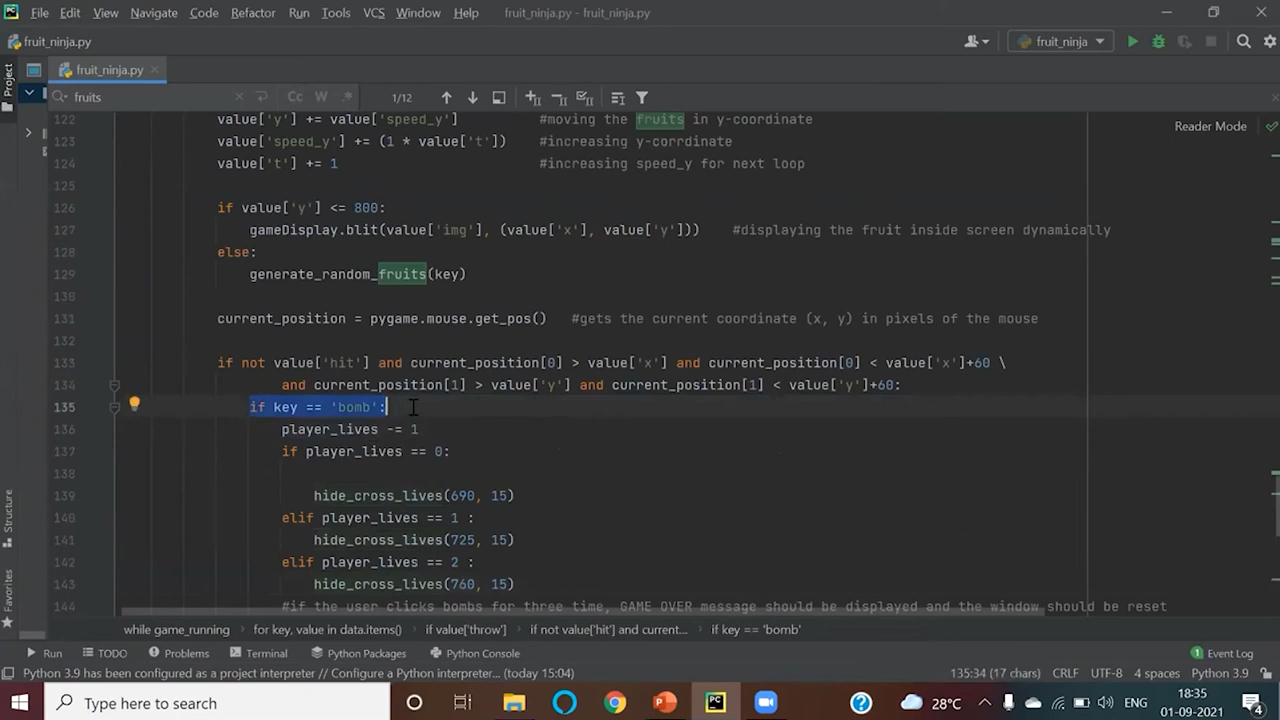 File Edit View Navigate Code Refactor Run Tools VCS Window Help fruit_ninja.py - fruit_ninja.py
fruit_ninja.py
fruit_ninja
fruit_ninja.py
fruits
Cc W .* 1/12
Reader Mode
Project
122 value['y'] += value['speed_y'] #moving the fruits in y-coordinate
123 value['speed_y'] += (1 * value['t']) #increasing y-corrdinate
124 value['t'] += 1 #increasing speed_y for next loop
125
126 if value['y'] <= 800:
127 gameDisplay.blit(value['img'], (value['x'], value['y'])) #displaying the fruit inside screen dynamically
128 else:
129 generate_random_fruits(key)
130
131 current_position = pygame.mouse.get_pos() #gets the current coordinate (x, y) in pixels of the mouse
132
133 if not value['hit'] and current_position[0] > value['x'] and current_position[0] < value['x']+60 \
134 and current_position[1] > value['y'] and current_position[1] < value['y']+60:
135 if key == 'bomb':
136 player_lives -= 1
137 if player_lives == 0:
138
139 hide_cross_lives(690, 15)
140 elif player_lives == 1 :
141 hide_cross_lives(725, 15)
142 elif player_lives == 2 :
143 hide_cross_lives(760, 15)
144 #if the user clicks bombs for three time, GAME OVER message should be displayed and the window should be reset
Structure
Favorites
while game_running for key, value in data.items() if value['throw'] if not value['hit'] and current... if key == 'bomb'
Run TODO Problems Terminal Python Packages Python Console 1 Event Log
Python 3.9 has been configured as a project interpreter // Configure a Python interpreter... (today 15:04) 135:34 (17 chars) CRLF UTF-8 4 spaces Python 3.9
Type here to search 28°C ENG 18:35
01-09-2021 4